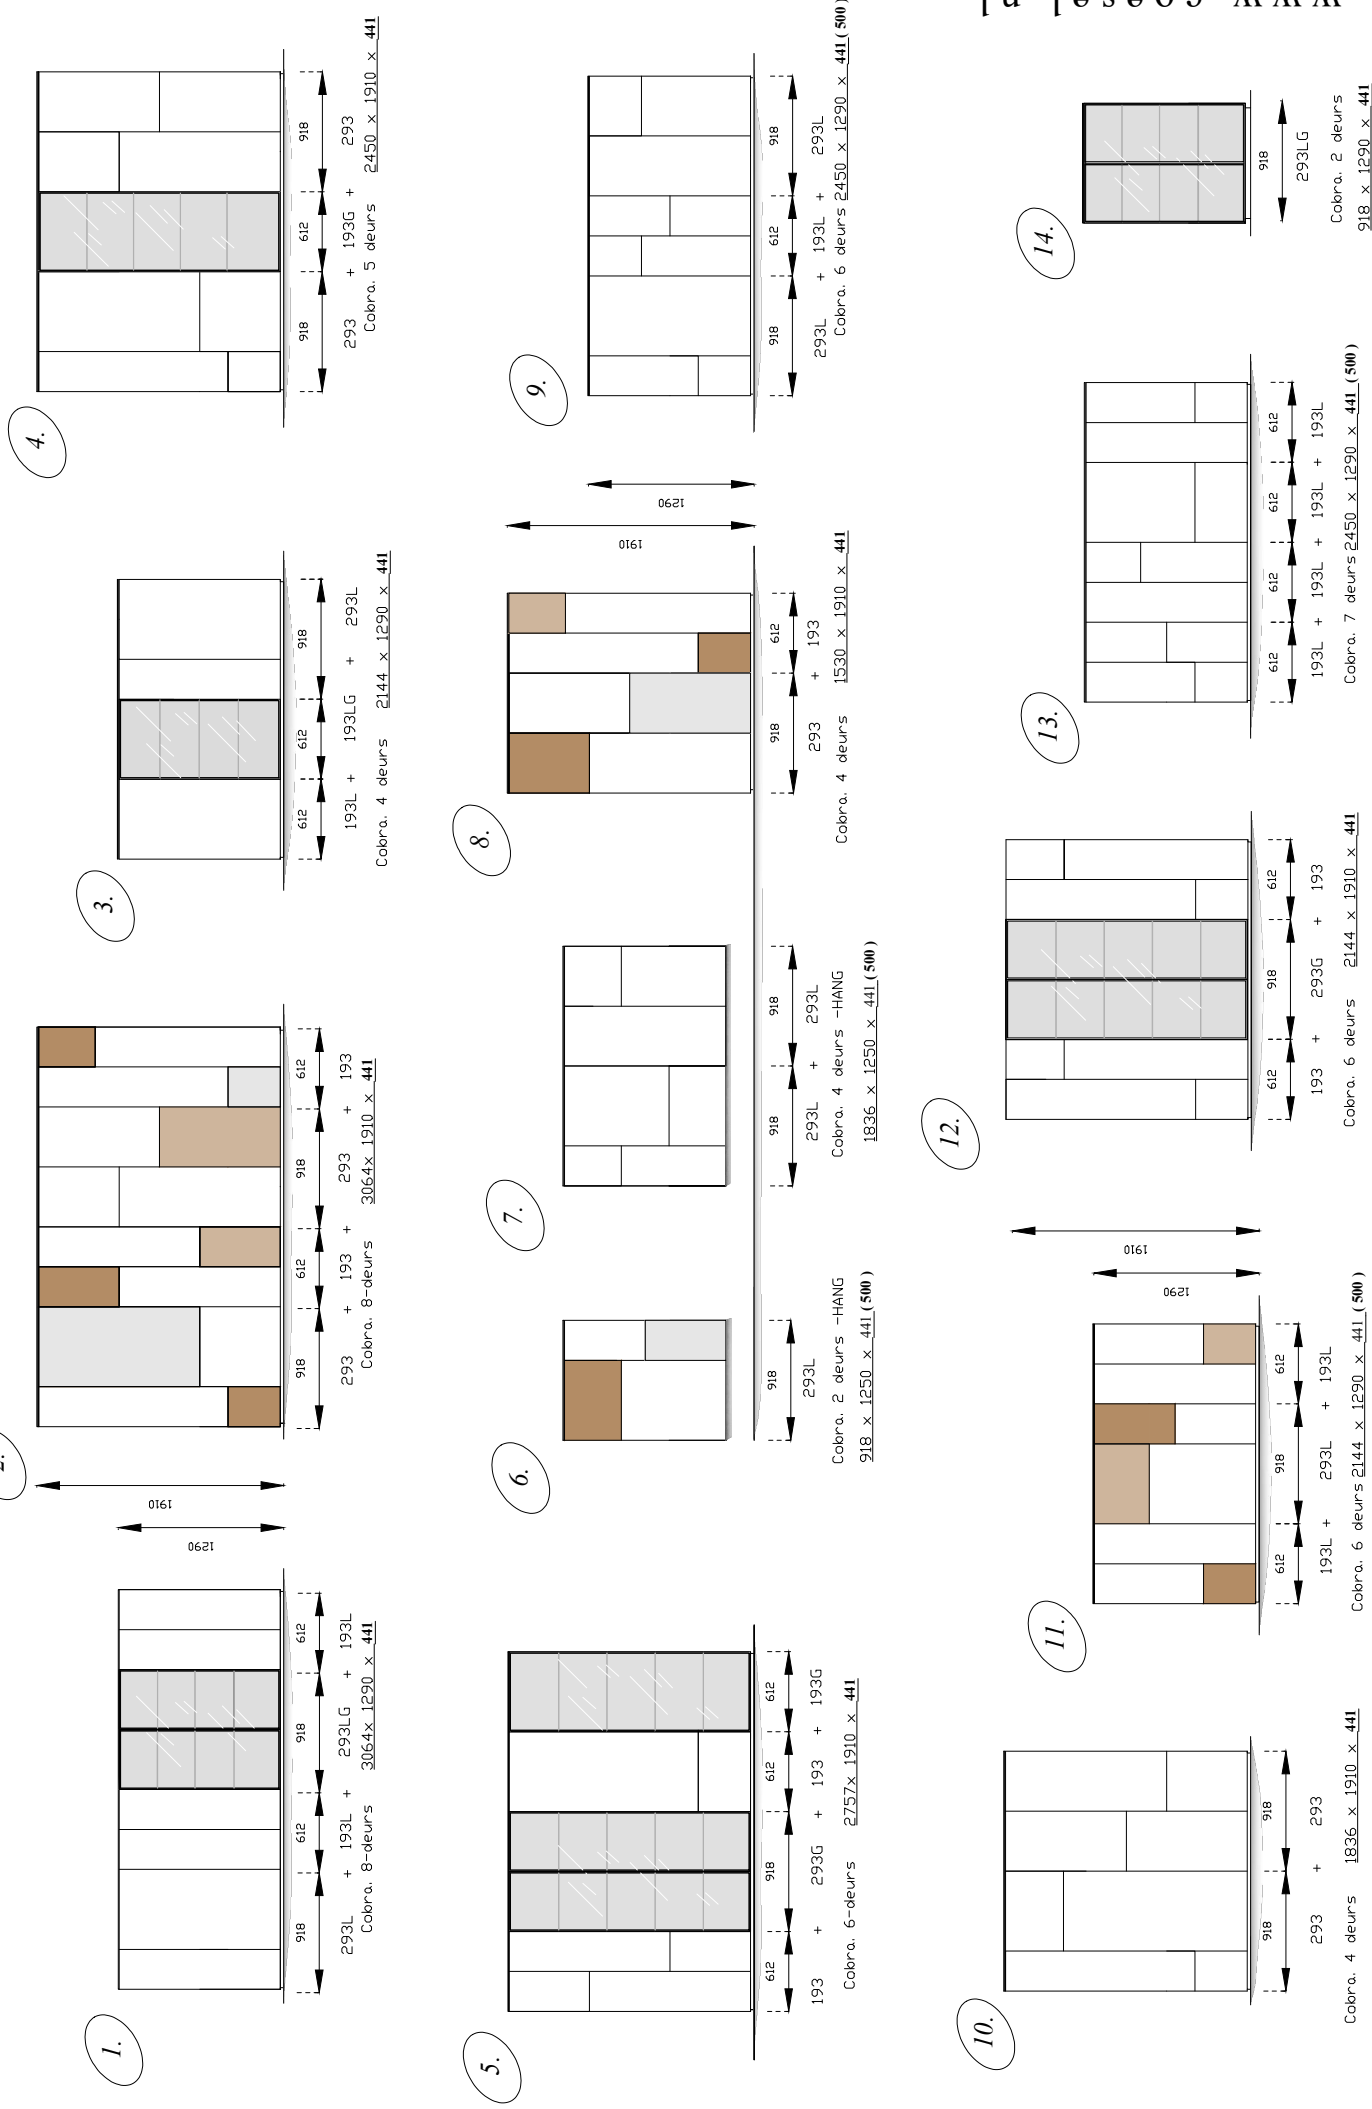 1.
918 612 918 612
293L + 193L + 293LG + 193L
Cobra. 8-deurs 3064x 1290 x 441
1290
1910
918 612 918 612
293 + 193 + 293 + 193
Cobra. 8-deurs 3064x 1910 x 441
3.
612 612 918
193L + 193LG + 293L
Cobra. 4 deurs 2144 x 1290 x 441
4.
918 612 918
293 + 193G + 293
Cobra. 5 deurs 2450 x 1910 x 441
5.
612 918 612 612
193 + 293G + 193 + 193G
Cobra. 6-deurs 2757x 1910 x 441
6.
918
293L
Cobra. 2 deurs -HANG
918 x 1250 x 441 (500)
7.
918 918
293L + 293L
Cobra. 4 deurs -HANG
1836 x 1250 x 441 (500)
8.
918 612
293 + 193
Cobra. 4 deurs 1530 x 1910 x 441
1910
1290
9.
918 612 918
293L + 193L + 293L
Cobra. 6 deurs 2450 x 1290 x 441 (500)
10.
918 918
293 + 293
Cobra. 4 deurs 1836 x 1910 x 441
11.
612 918 612
193L + 293L + 193L
Cobra. 6 deurs 2144 x 1290 x 441 (500)
1290
1910
12.
612 918 612
193 + 293G + 193
Cobra. 6 deurs 2144 x 1910 x 441
13.
612 612 612 612
193L + 193L + 193L + 193L
Cobra. 7 deurs 2450 x 1290 x 441 (500)
14.
918
293LG
Cobra. 2 deurs
918 x 1290 x 441